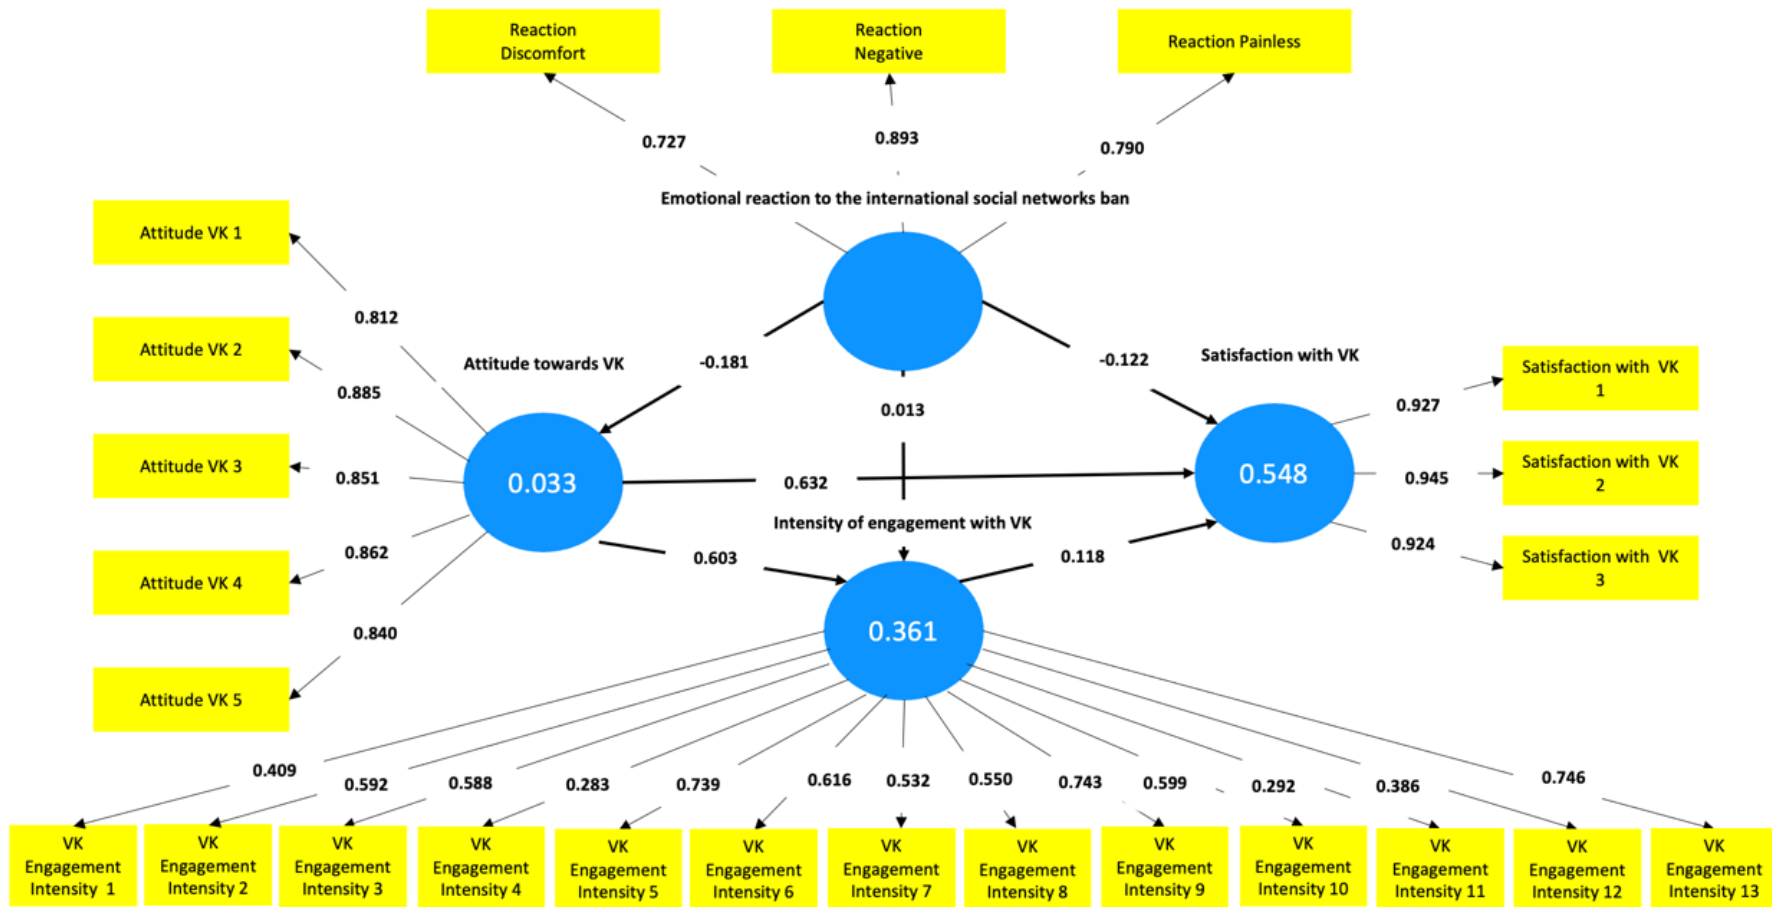 Reaction
Discomfort
Reaction
Negative
Reaction Painless
0.727
0.893
0.790
Emotional reaction to the international social networks ban
Attitude VK 1
Attitude VK 2
Attitude VK 3
Attitude VK 4
Attitude VK 5
0.812
0.885
0.851
0.862
0.840
Attitude towards VK
0.033
-0.181
0.013
-0.122
0.632
0.603
0.118
Intensity of engagement with VK
0.361
Satisfaction with VK
0.548
0.927
0.945
0.924
Satisfaction with VK
1
Satisfaction with VK
2
Satisfaction with VK
3
0.409
0.592
0.588
0.283
0.739
0.616
0.532
0.550
0.743
0.599
0.292
0.386
0.746
VK
Engagement
Intensity 1
VK
Engagement
Intensity 2
VK
Engagement
Intensity 3
VK
Engagement
Intensity 4
VK
Engagement
Intensity 5
VK
Engagement
Intensity 6
VK
Engagement
Intensity 7
VK
Engagement
Intensity 8
VK
Engagement
Intensity 9
VK
Engagement
Intensity 10
VK
Engagement
Intensity 11
VK
Engagement
Intensity 12
VK
Engagement
Intensity 13